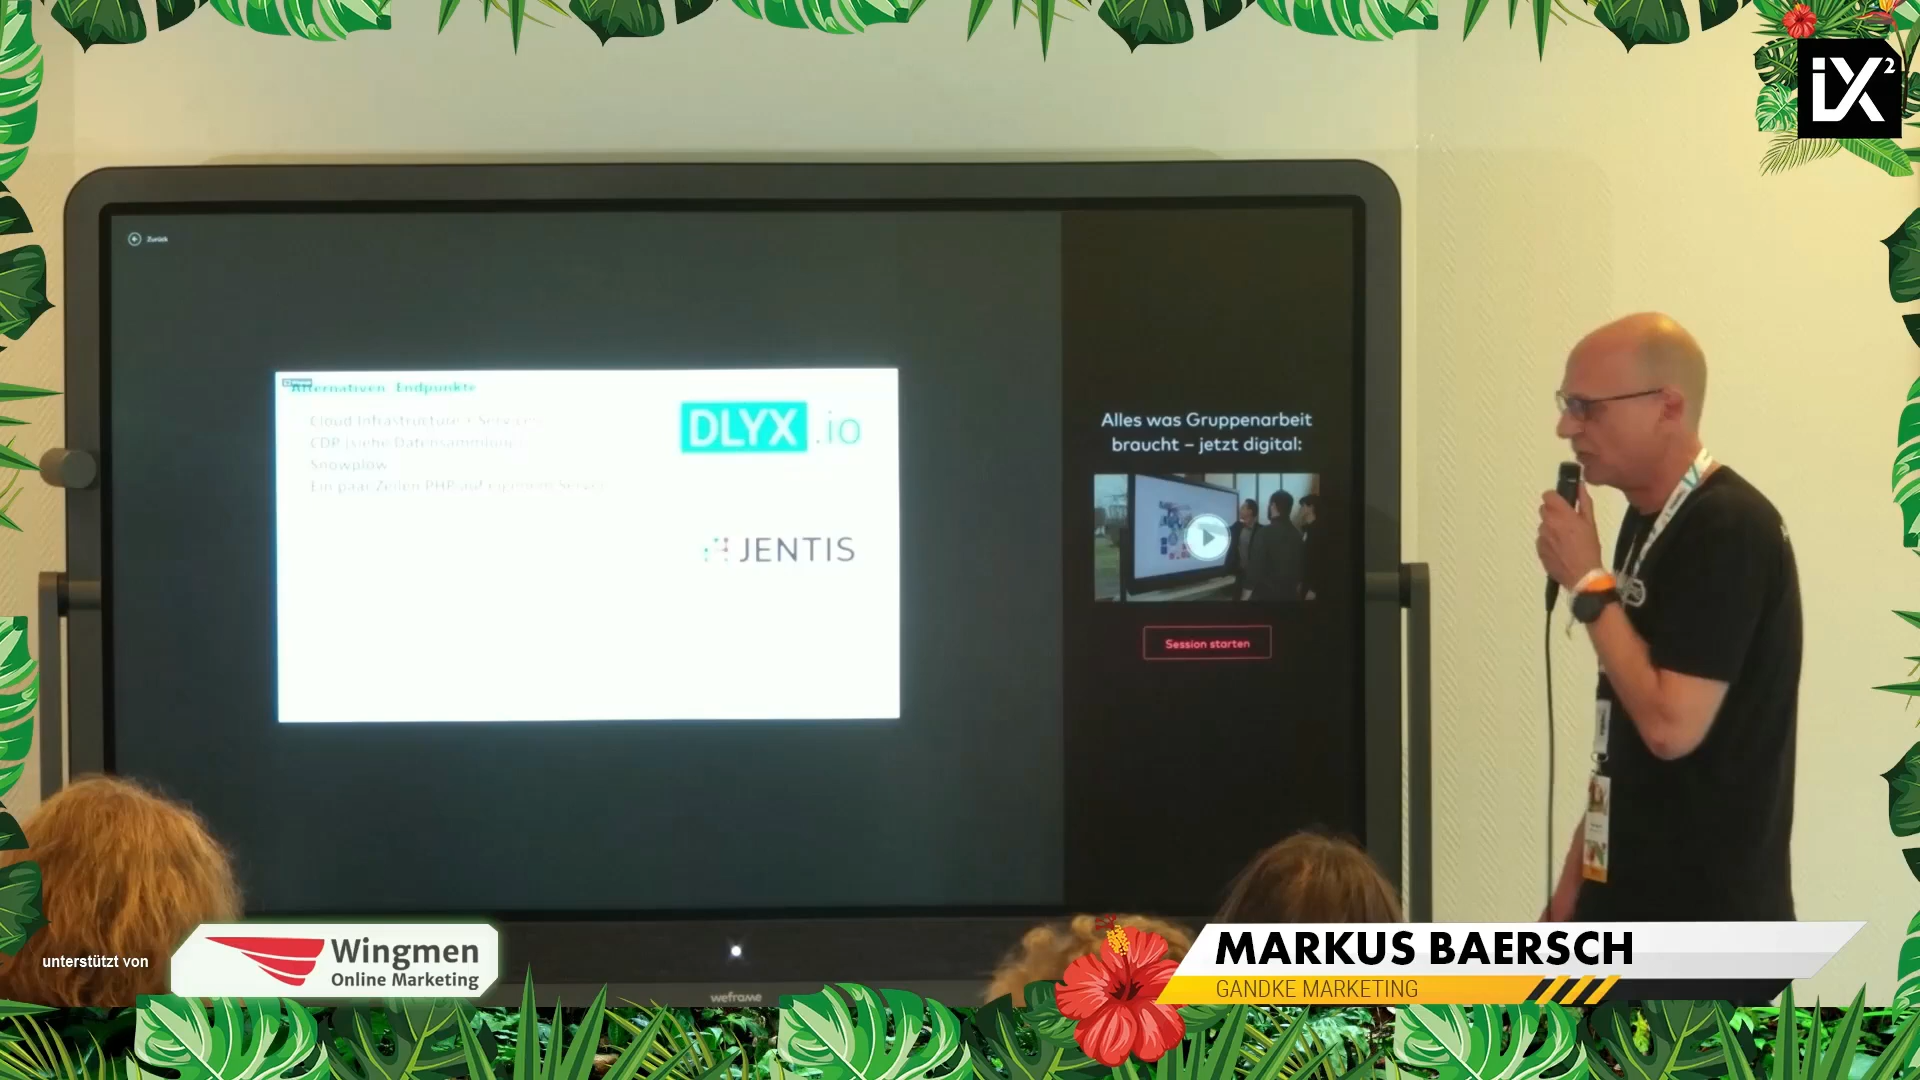 iX²
Zurück
Alternativen Endpunkte
Cloud Infrastructure + Services
CDP (siehe Datensammlung)
Snowplow
Ein paar Zeilen PHP auf eigenem Server
DLYX.io
JENTIS
Alles was Gruppenarbeit
braucht – jetzt digital:
Session starten
unterstützt von
Wingmen
Online Marketing
weframe
MARKUS BAERSCH
GANDKE MARKETING